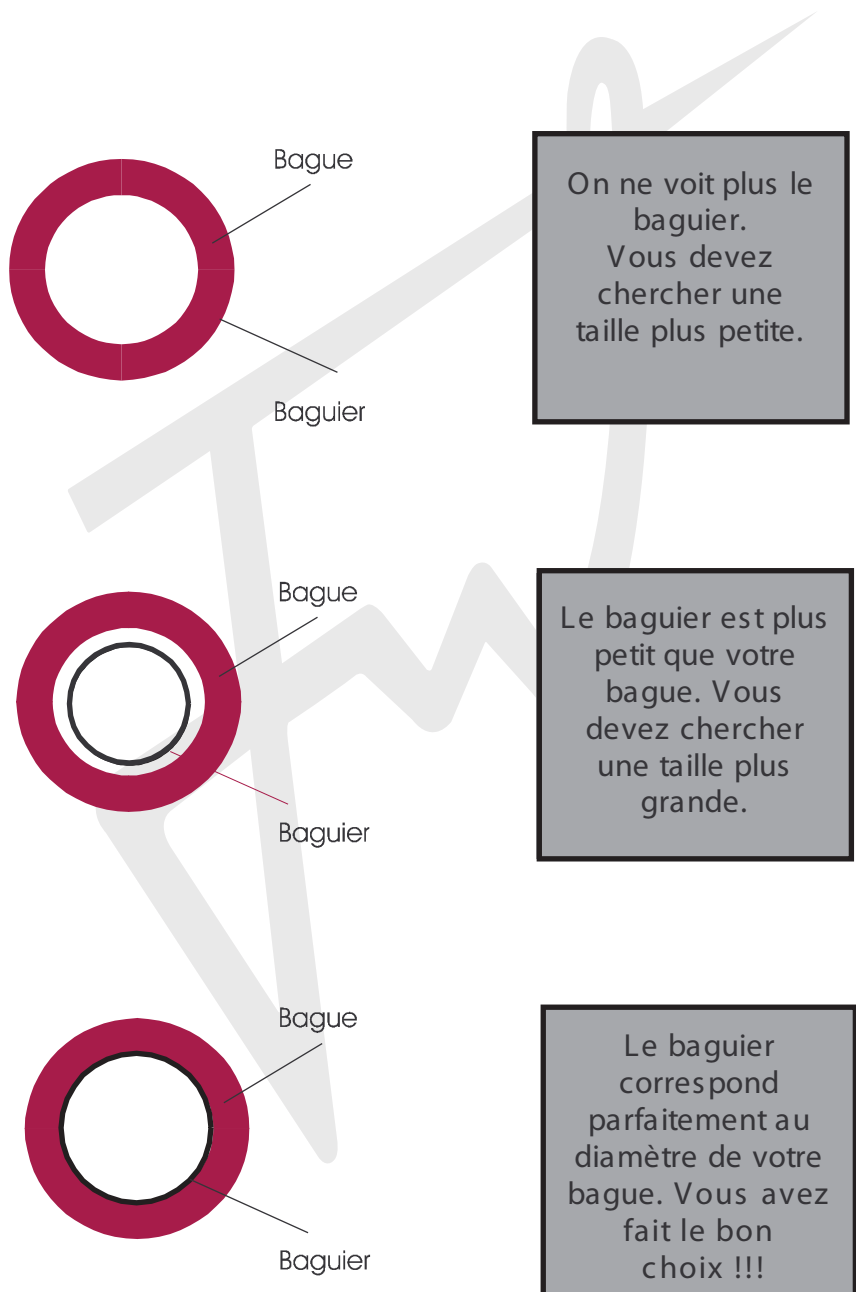 Bague
On ne voit plus le
baguier.
Vous devez
chercher une
taille plus petite.
Baguier
Bague
Le baguier est plus
petit que votre
bague. Vous
devez chercher
une taille plus
grande.
Baguier
Bague
Le baguier
correspond
parfaitement au
diamètre de votre
bague. Vous avez
fait le bon
choix !!!
Baguier